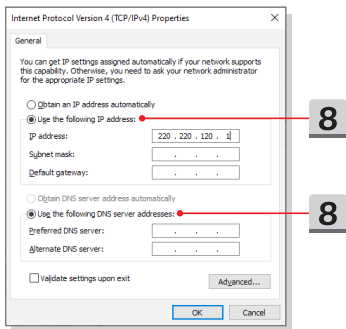 Internet Protocol Version 4 (TCP/IPv4) Properties
General
You can get IP settings assigned automatically if your network supports
this capability. Otherwise, you need to ask your network administrator
for the appropriate IP settings.
Obtain an IP address automatically
Use the following IP address:
8
IP address:
220 . 220 . 120 . 1
Subnet mask:
. . .
Default gateway:
. . .
Obtain DNS server address automatically
Use the following DNS server addresses:
8
Preferred DNS server:
. . .
Alternate DNS server:
. . .
Validate settings upon exit
Advanced...
OK
Cancel